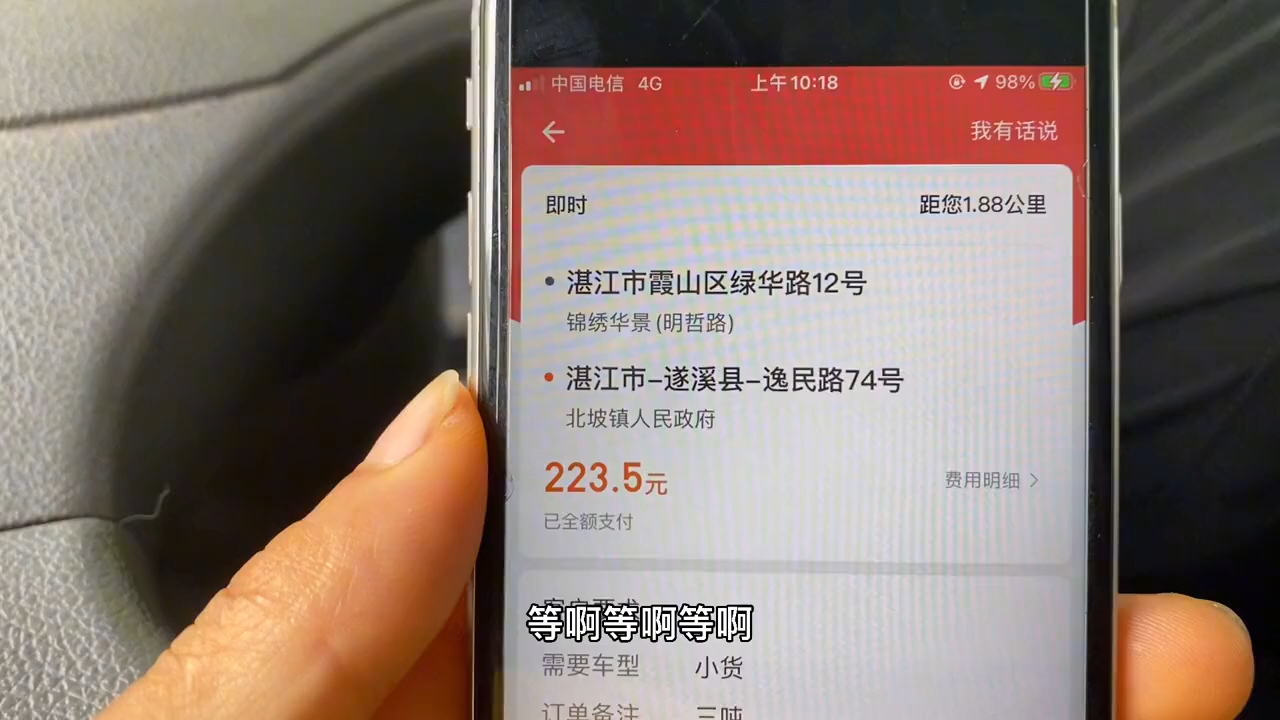 中国电信 4G 上午10:18 98%
我有话说
即时 距您1.88公里
湛江市霞山区绿华路12号
锦绣华景(明哲路)
湛江市-遂溪县-逸民路74号
北坡镇人民政府
223.5元 费用明细
已全额支付
等啊等啊等啊
需要车型 小货
订单备注 三吨